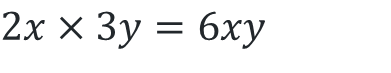 2x × 3y = 6xy